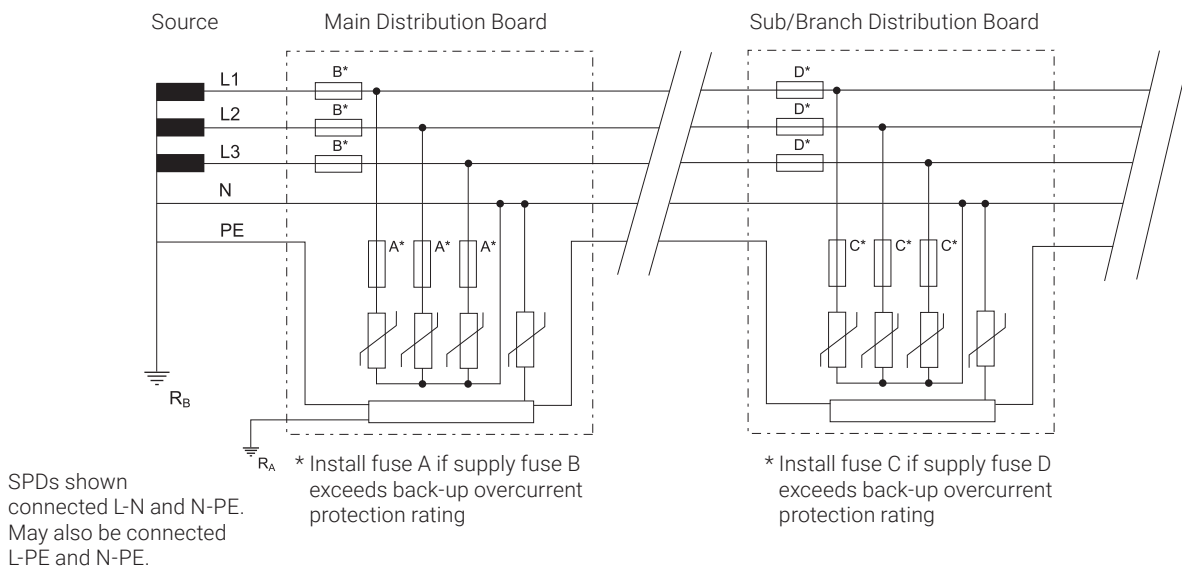 Source
Main Distribution Board
Sub/Branch Distribution Board
L1
B*
D*
L2
B*
D*
L3
B*
D*
N
PE
A*
A*
A*
C*
C*
C*
RB
RA
SPDs shown
connected L-N and N-PE.
May also be connected
L-PE and N-PE.
* Install fuse A if supply fuse B
exceeds back-up overcurrent
protection rating
* Install fuse C if supply fuse D
exceeds back-up overcurrent
protection rating